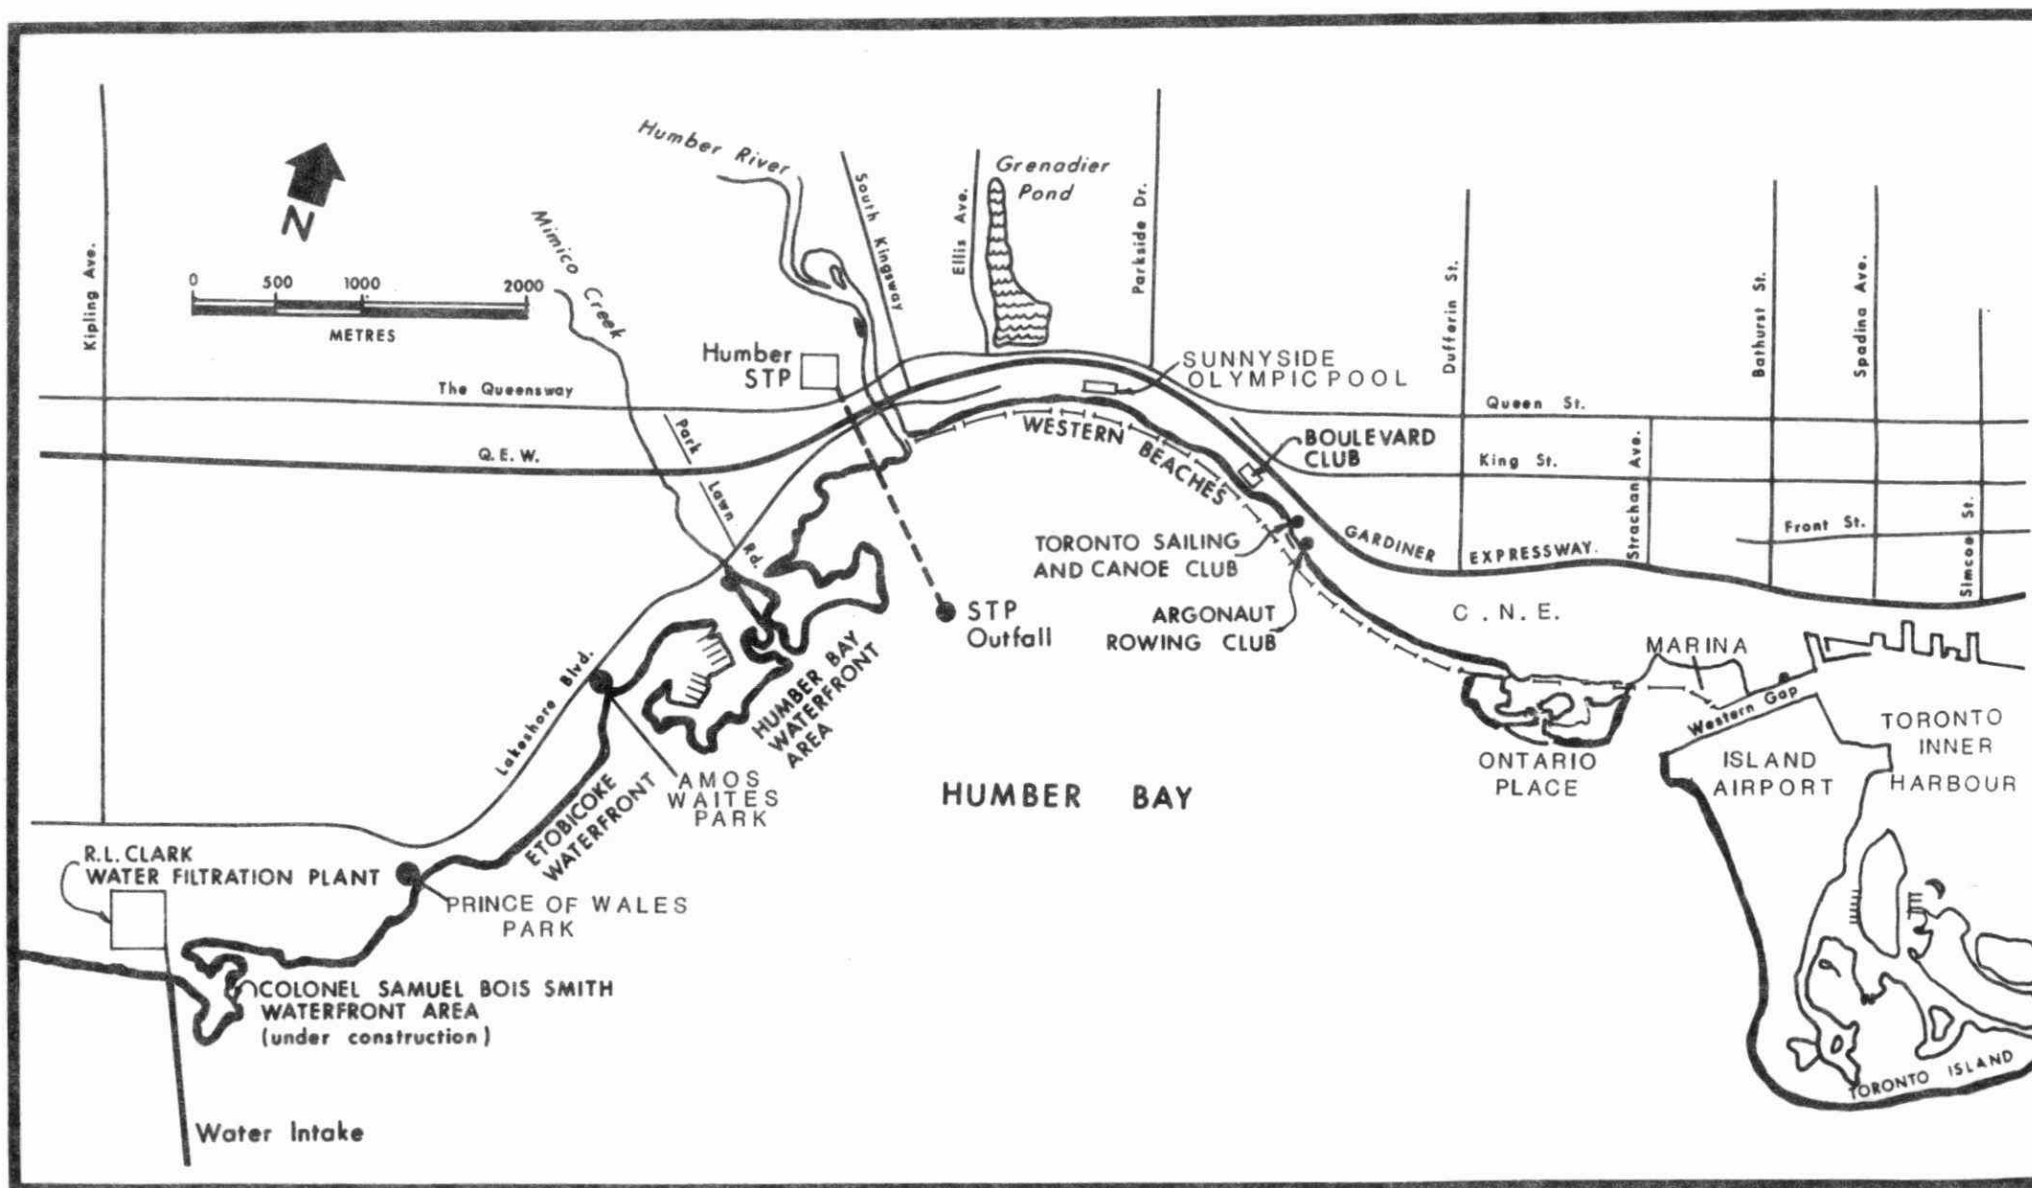 Humber River
Grenadier
Pond
South Kingsway
Ellis Ave.
Parkside Dr.
N
Mimico Creek
Kipling Ave.
0 500 1000 2000
METRES
Dufferin St.
Bathurst St.
Spadina Ave.
Humber
STP
SUNNYSIDE
OLYMPIC POOL
The Queensway
Queen St.
Park Lawn Rd.
WESTERN BEACHES
BOULEVARD
CLUB
Q.E.W.
King St.
Strachan Ave.
Simcoe St.
Front St.
GARDINER EXPRESSWAY.
TORONTO SAILING
AND CANOE CLUB
STP
Outfall
ARGONAUT
ROWING CLUB
C.N.E.
MARINA
Western Gap
Lakeshore Blvd.
HUMBER BAY
WATERFRONT
AREA
TORONTO
INNER
HARBOUR
ONTARIO
PLACE
ISLAND
AIRPORT
AMOS
WAITES
PARK
HUMBER BAY
ETOBICOKE
WATERFRONT
R.L. CLARK
WATER FILTRATION PLANT
PRINCE OF WALES
PARK
COLONEL SAMUEL BOIS SMITH
WATERFRONT AREA
(under construction)
TORONTO ISLAND
Water Intake